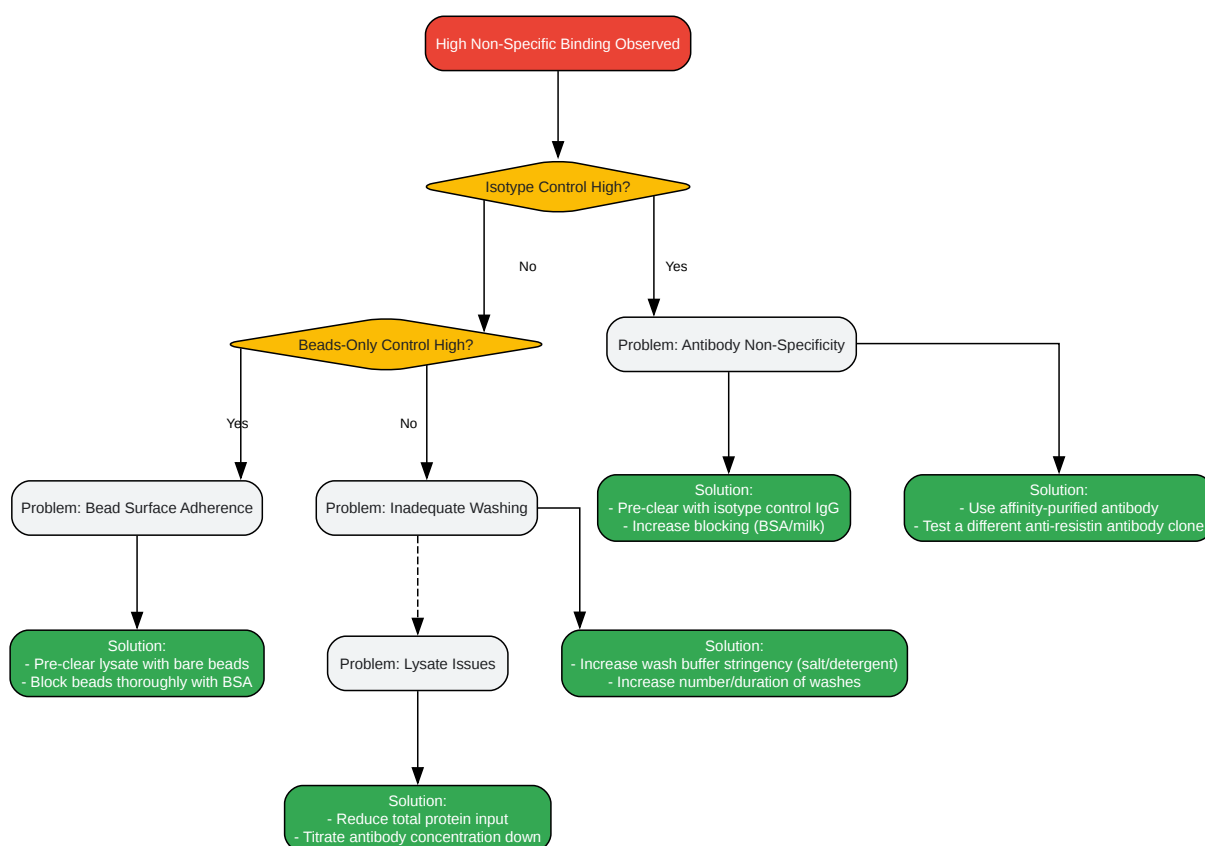 High Non-Specific Binding Observed
Isotype Control High?
No
Yes
Beads-Only Control High?
Problem: Antibody Non-Specificity
Yes
No
Problem: Bead Surface Adherence
Problem: Inadequate Washing
Solution:
- Pre-clear with isotype control IgG
- Increase blocking (BSA/milk)
Solution:
- Use affinity-purified antibody
- Test a different anti-resistin antibody clone
Solution:
- Pre-clear lysate with bare beads
- Block beads thoroughly with BSA
Problem: Lysate Issues
Solution:
- Increase wash buffer stringency (salt/detergent)
- Increase number/duration of washes
Solution:
- Reduce total protein input
- Titrate antibody concentration down